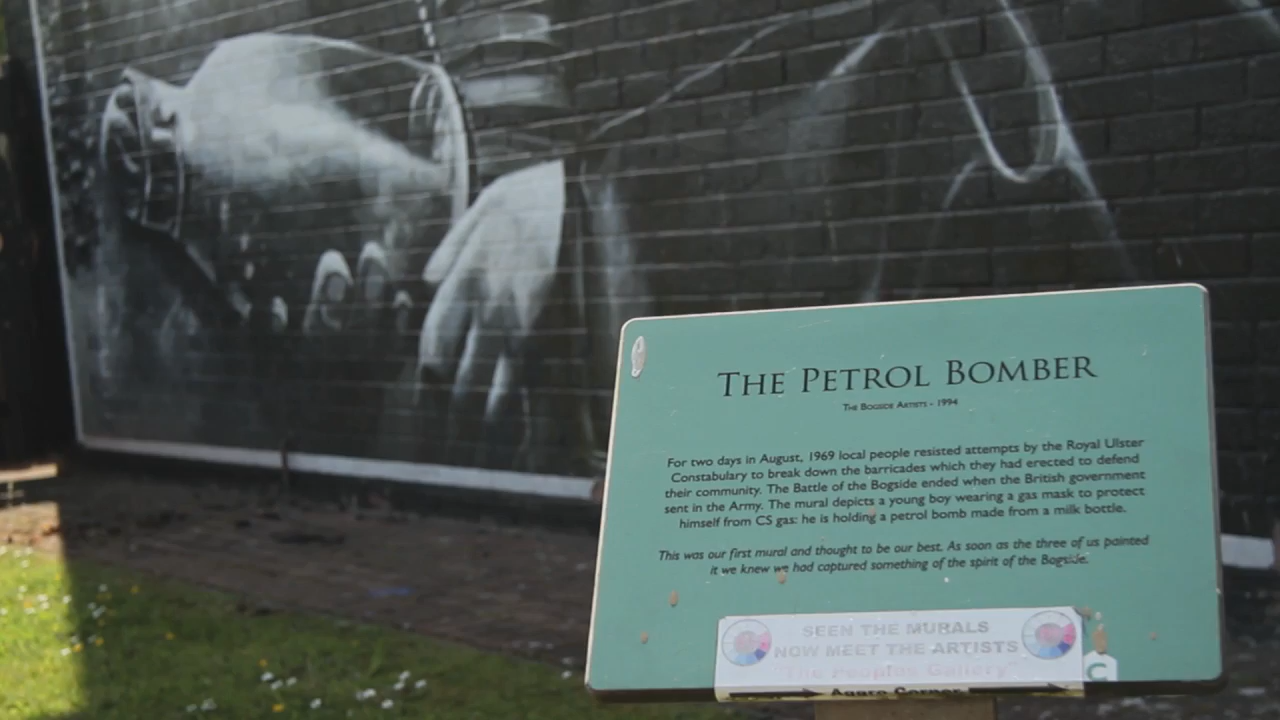 THE PETROL BOMBER
THE BOGSIDE ARTISTS - 1994
For two days in August, 1969 local people resisted attempts by the Royal Ulster
Constabulary to break down the barricades which they had erected to defend
their community. The Battle of the Bogside ended when the British government
sent in the Army. The mural depicts a young boy wearing a gas mask to protect
himself from CS gas: he is holding a petrol bomb made from a milk bottle.
This was our first mural and thought to be our best. As soon as the three of us painted
it we knew we had captured something of the spirit of the Bogside.
SEEN THE MURALS
NOW MEET THE ARTISTS
"The Peoples Gallery"
Aggro Corner
C